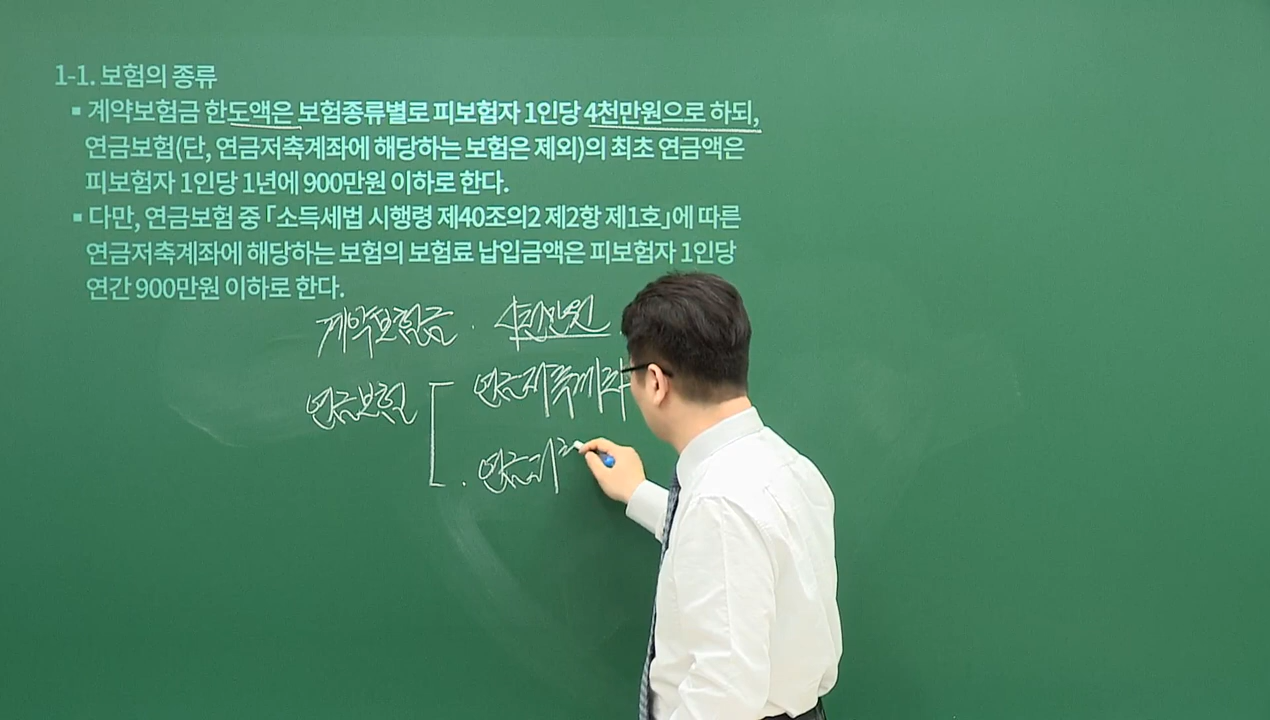 1-1. 보험의 종류
▪ 계약보험금 한도액은 보험종류별로 피보험자 1인당 4천만원으로 하되,
연금보험(단, 연금저축계좌에 해당하는 보험은 제외)의 최초 연금액은
피보험자 1인당 1년에 900만원 이하로 한다.
▪ 다만, 연금보험 중 「소득세법 시행령 제40조의2 제2항 제1호」에 따른
연금저축계좌에 해당하는 보험의 보험료 납입금액은 피보험자 1인당
연간 900만원 이하로 한다.
계약보험금 . 4천만원
연금보험 연금저축계좌